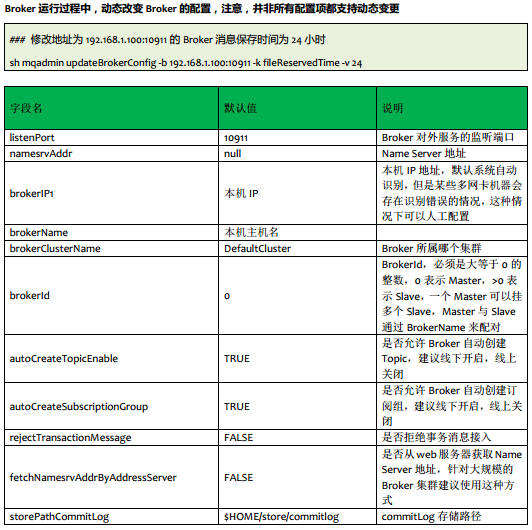 Broker 运行过程中，动态改变 Broker 的配置，注意，并非所有配置项都支持动态变更
### 修改地址为 192.168.1.100:10911 的 Broker 消息保存时间为 24 小时
sh mqadmin updateBrokerConfig -b 192.168.1.100:10911 -k fileReservedTime -v 24
字段名 默认值 说明
listenPort 10911 Broker 对外服务的监听端口
namesrvAddr null Name Server 地址
brokerIP1 本机 IP 本机 IP 地址，默认系统自动
识别，但是某些多网卡机器会
存在识别错误的情况，这种情
况下可以人工配置
brokerName 本机主机名
brokerClusterName DefaultCluster Broker 所属哪个集群
brokerId 0 BrokerId，必须是大等于 0 的
整数，0 表示 Master，>0 表
示 Slave，一个 Master 可以挂
多个 Slave，Master 与 Slave
通过 BrokerName 来配对
autoCreateTopicEnable TRUE 是否允许 Broker 自动创建
Topic，建议线下开启，线上
关闭
autoCreateSubscriptionGroup TRUE 是否允许 Broker 自动创建订
阅组，建议线下开启，线上关
闭
rejectTransactionMessage FALSE 是否拒绝事务消息接入
fetchNamesrvAddrByAddressServer FALSE 是否从 web 服务器获取 Name
Server 地址，针对大规模的
Broker 集群建议使用这种方
式
storePathCommitLog $HOME/store/commitlog commitLog 存储路径